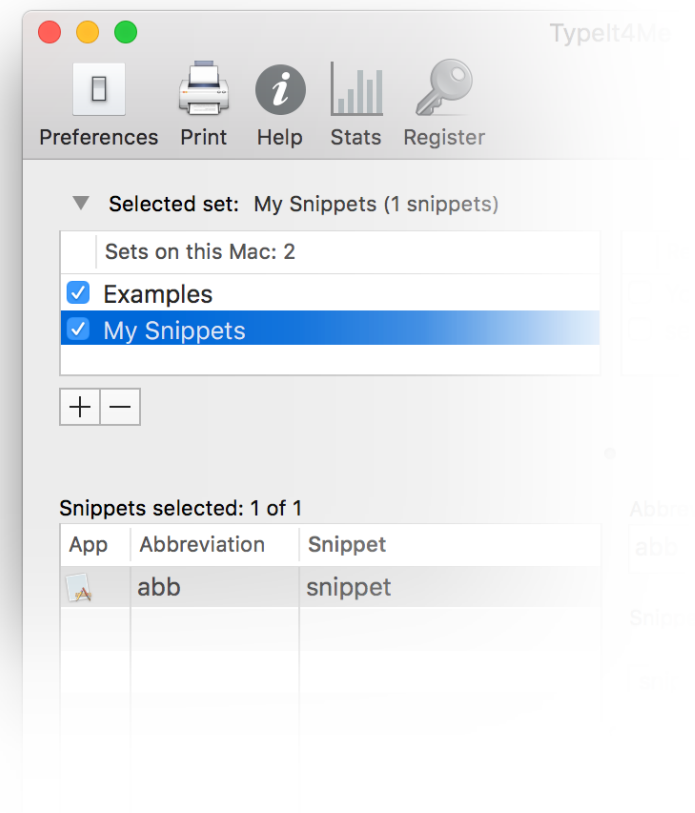 TypeIt4Me
Preferences Print Help Stats Register
Selected set: My Snippets (1 snippets)
Sets on this Mac: 2
Examples
My Snippets
Snippets selected: 1 of 1
App Abbreviation Snippet
abb snippet
abb